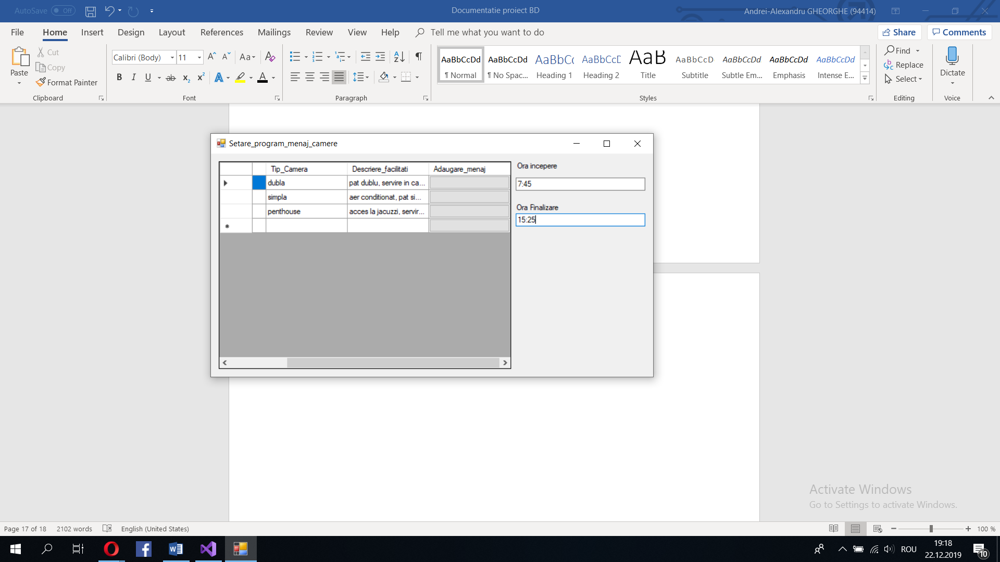 AutoSave Off
Documentatie proiect BD
Andrei-Alexandru GHEORGHE (94414)
File Home Insert Design Layout References Mailings Review View Help Tell me what you want to do
Share Comments
Paste
Cut
Copy
Format Painter
Clipboard
Calibri (Body) 11
Font
Paragraph
AaBbCcDd AaBbCcDd AaBbCc AaBbCcD AaB AaBbCcD AaBbCcDd AaBbCcDd AaBbCcDd
¶ Normal ¶ No Spac... Heading 1 Heading 2 Title Subtitle Subtle Em... Emphasis Intense E...
Styles
Find
Replace
Select
Editing
Dictate
Voice
Setare_program_menaj_camere
Tip_Camera Descriere_facilitati Adaugare_menaj
dubla pat dublu, servire in ca...
simpla aer conditionat, pat si...
penthouse acces la jacuzzi, servir...
Ora incepere
7:45
Ora Finalizare
15:25
Activate Windows
Go to Settings to activate Windows.
Page 17 of 18 2102 words English (United States)
100 %
ROU
19:18
22.12.2019
10